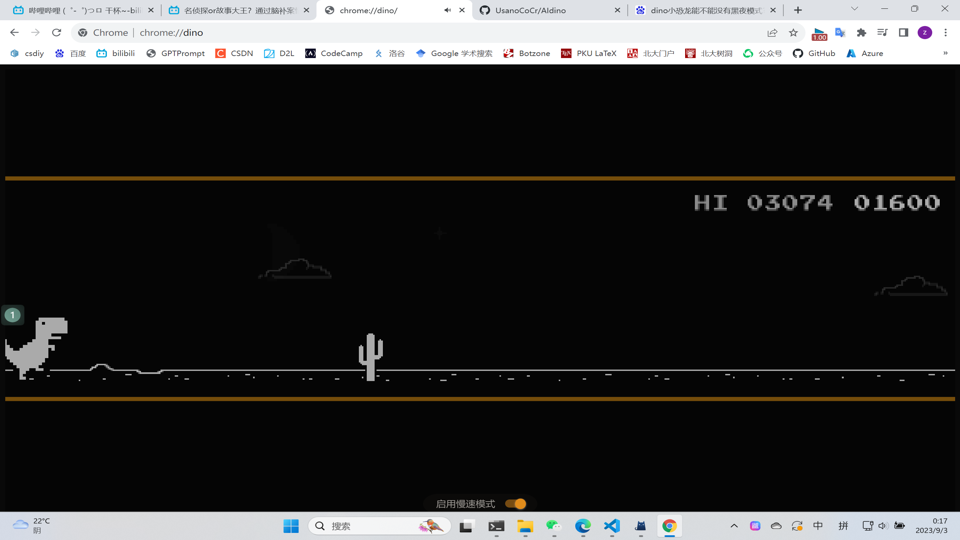 哔哩哔哩 (゜-゜)つロ 干杯~-bili
名侦探or故事大王？通过脑补案
chrome://dino/
UsanoCoCr/AIdino
dino小恐龙能不能没有黑夜模式
Chrome | chrome://dino
1.00
z
csdiy 百度 bilibili GPTPrompt CSDN D2L CodeCamp 洛谷 Google 学术搜索 Botzone PKU LaTeX 北大门户 北大树洞 公众号 GitHub Azure »
HI 03074 01600
1
启用慢速模式
22°C
阴
搜索
中 拼
0:17
2023/9/3